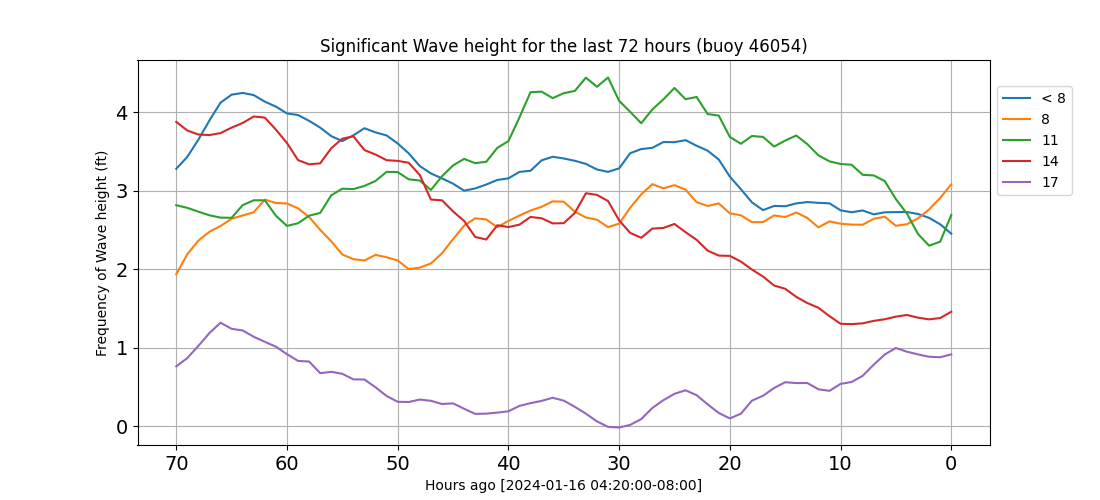 Significant Wave height for the last 72 hours (buoy 46054)
Frequency of Wave height (ft)
4
3
2
1
0
70 60 50 40 30 20 10 0
Hours ago [2024-01-16 04:20:00-08:00]
< 8
8
11
14
17